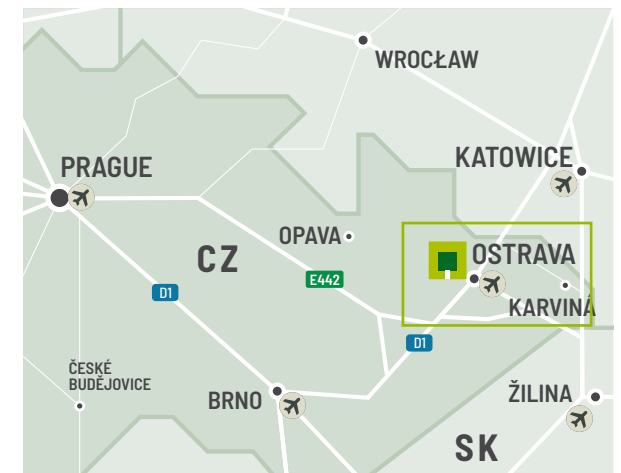 WROCŁAW
KATOWICE
PRAGUE
OPAVA
OSTRAVA
CZ
E442
D1
KARVINÁ
D1
ČESKÉ
BUDĚJOVICE
BRNO
ŽILINA
SK